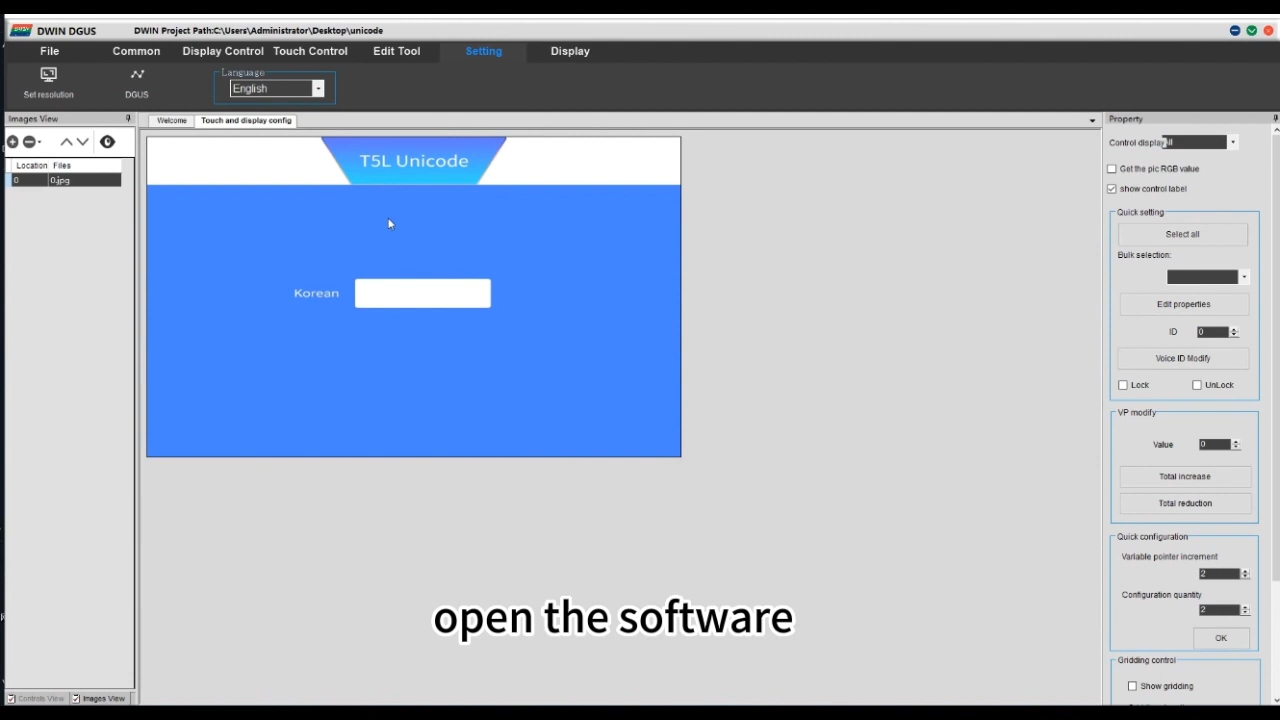 DWIN DGUS
DWIN Project Path:C:\Users\Administrator\Desktop\unicode
File Common Display Control Touch Control Edit Tool Setting Display
Language
English
Set resolution DGUS
Images View
Welcome Touch and display config
Property
Location Files
0 0.jpg
T5L Unicode
Korean
Control display
Get the pic RGB value
show control label
Quick setting
Select all
Bulk selection:
Edit properties
ID 0
Voice ID Modify
Lock UnLock
VP modify
Value 0
Total increase
Total reduction
Quick configuration
Variable pointer increment
2
Configuration quantity
2
OK
Gridding control
Show gridding
open the software
Controls View Images View